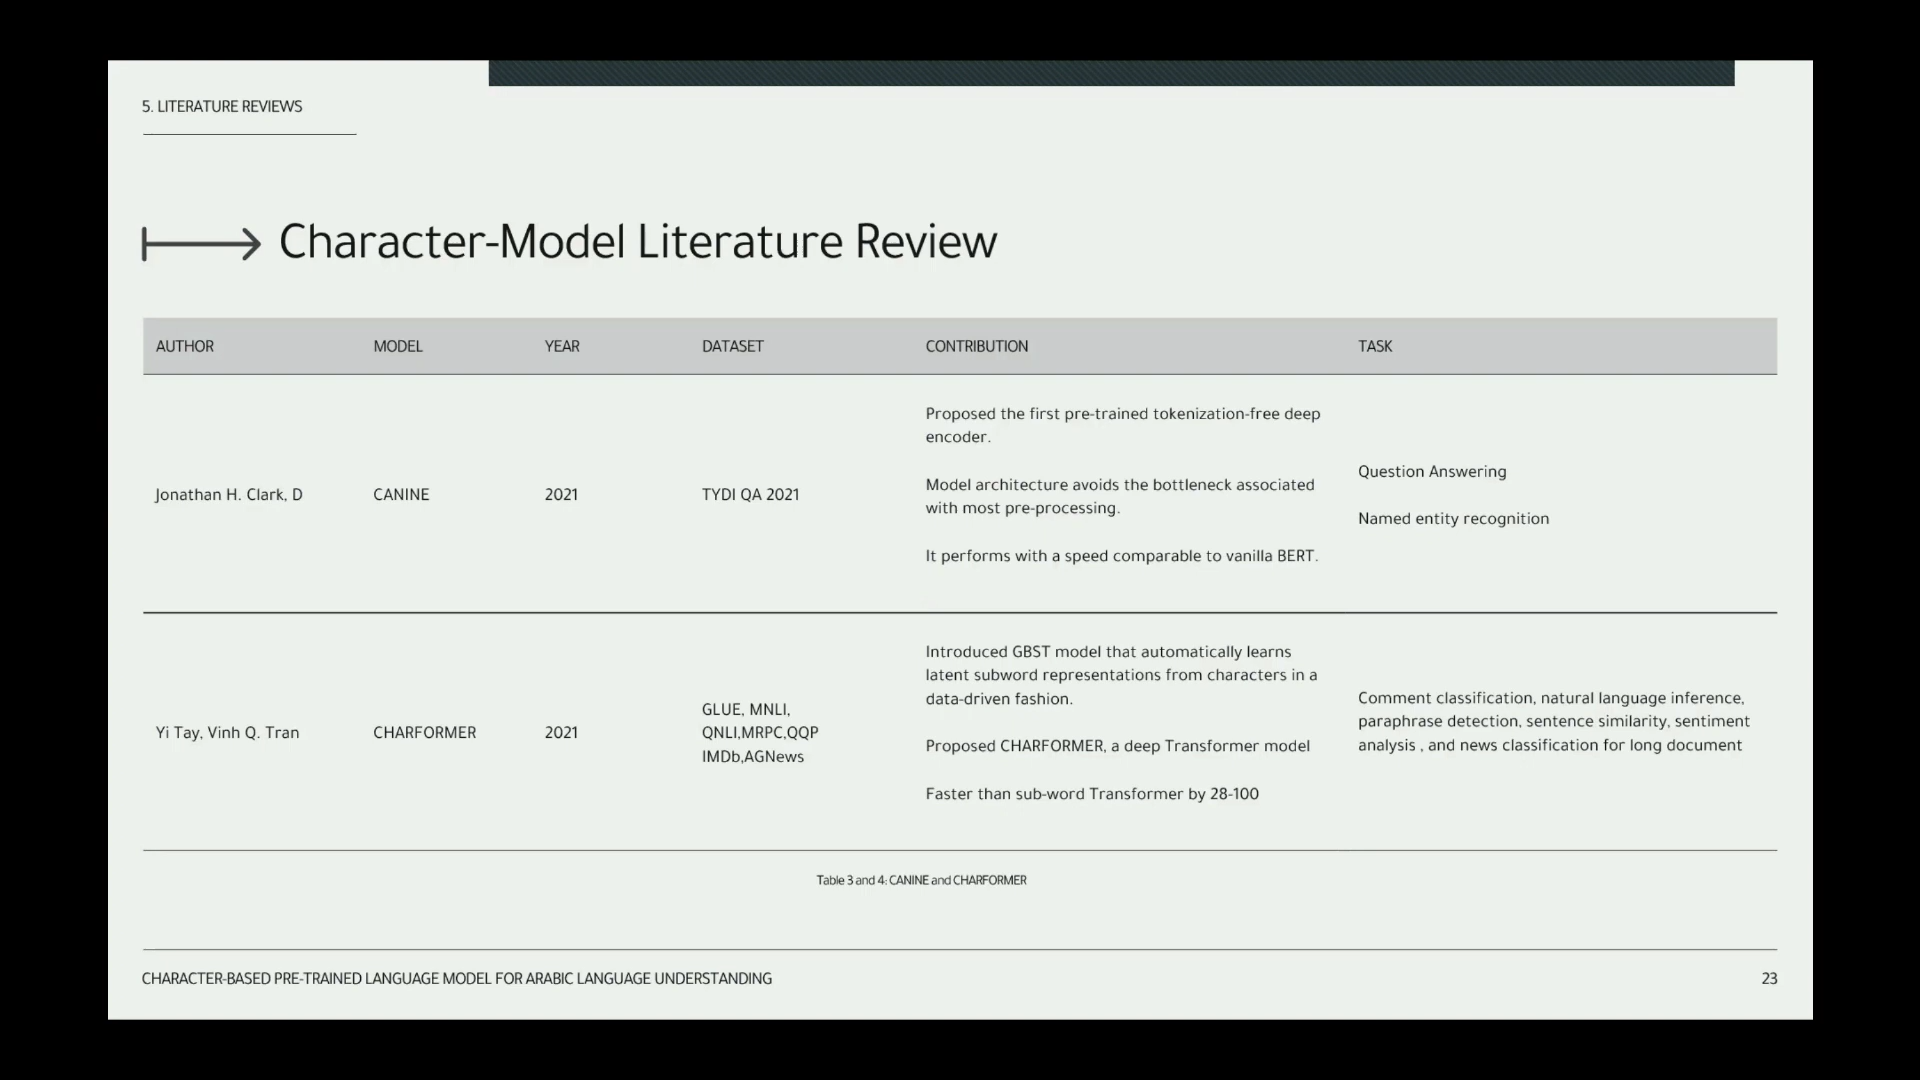 5. LITERATURE REVIEWS
Character-Model Literature Review
AUTHOR MODEL YEAR DATASET CONTRIBUTION TASK
Jonathan H. Clark, D
CANINE
2021
TYDI QA 2021
Proposed the first pre-trained tokenization-free deep
encoder.
Model architecture avoids the bottleneck associated
with most pre-processing.
It performs with a speed comparable to vanilla BERT.
Question Answering
Named entity recognition
Yi Tay, Vinh Q. Tran
CHARFORMER
2021
GLUE, MNLI,
QNLI,MRPC,QQP
IMDb,AGNews
Introduced GBST model that automatically learns
latent subword representations from characters in a
data-driven fashion.
Proposed CHARFORMER, a deep Transformer model
Faster than sub-word Transformer by 28-100
Comment classification, natural language inference,
paraphrase detection, sentence similarity, sentiment
analysis , and news classification for long document
Table 3 and 4: CANINE and CHARFORMER
CHARACTER-BASED PRE-TRAINED LANGUAGE MODEL FOR ARABIC LANGUAGE UNDERSTANDING
23